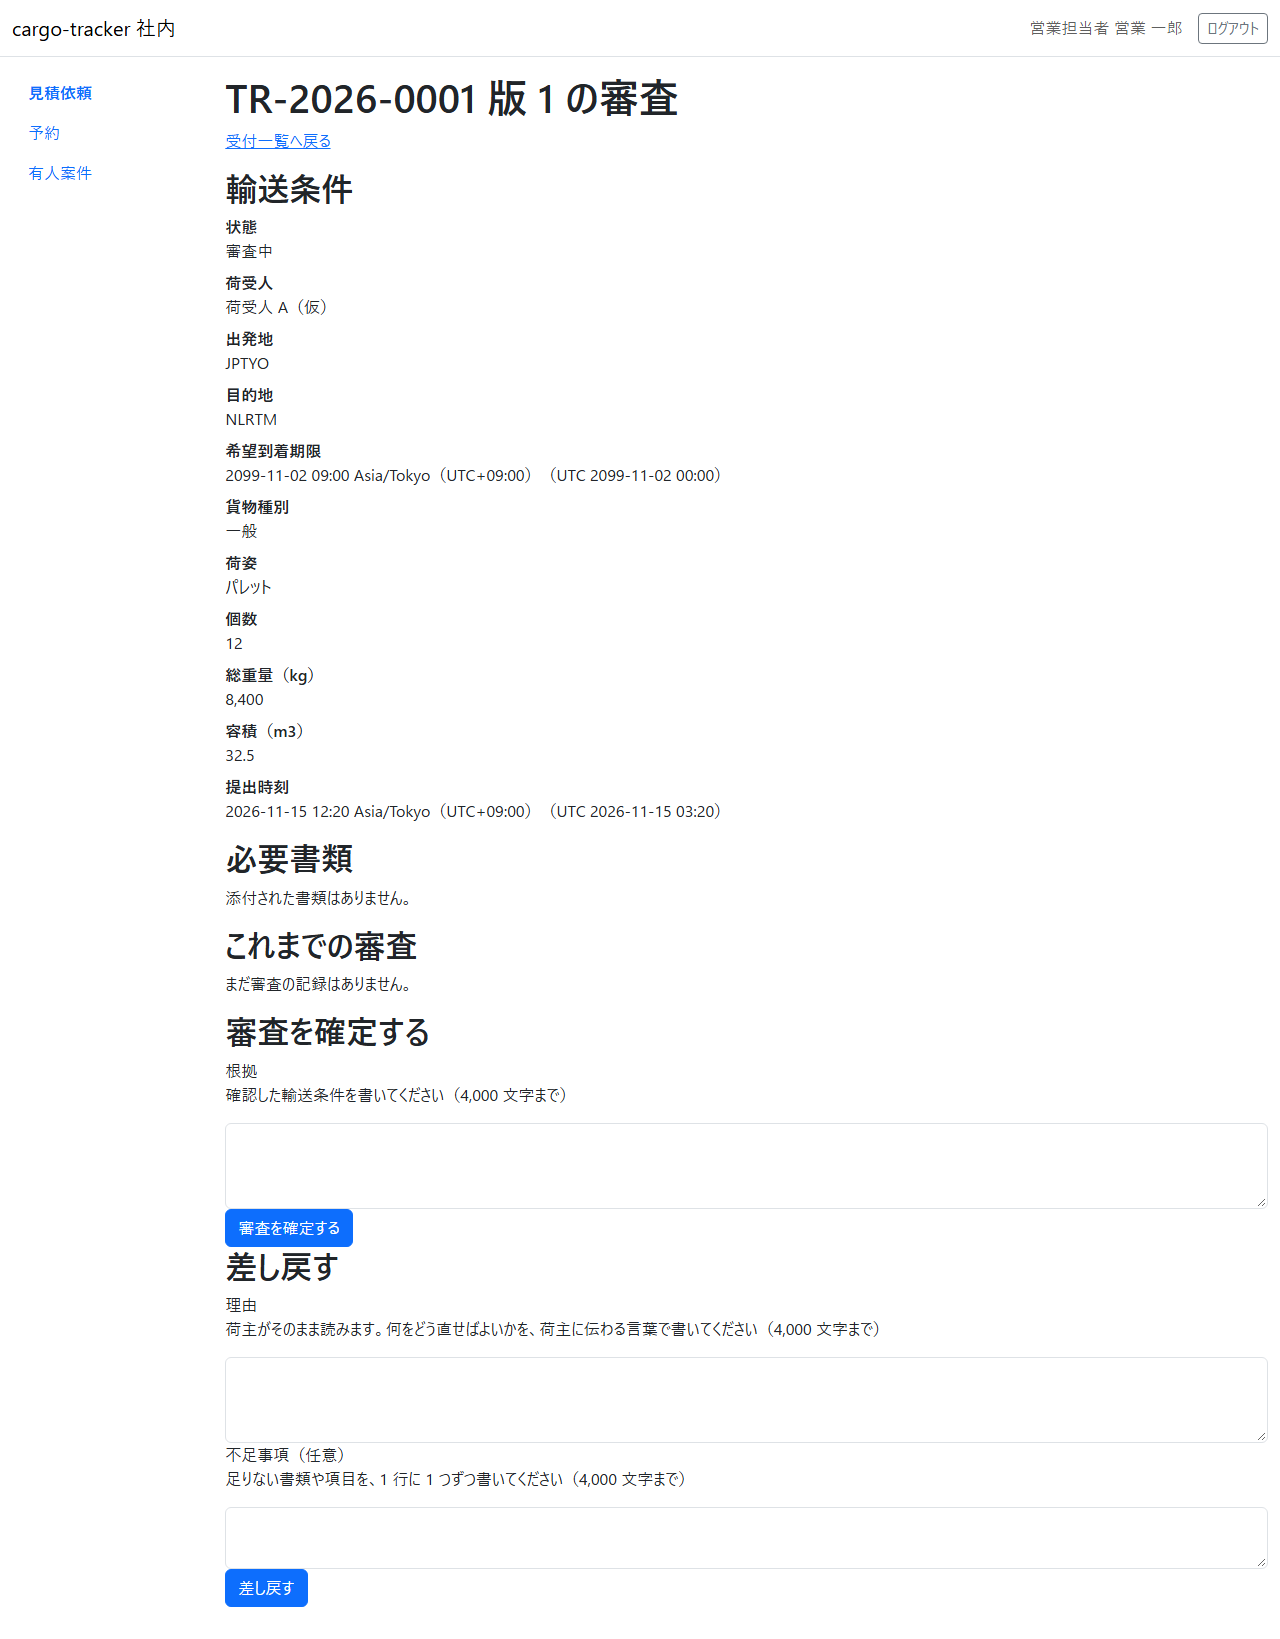 cargo-tracker 社内
営業担当者 営業 一郎
ログアウト
見積依頼
予約
有人案件
TR-2026-0001 版 1 の審査
受付一覧へ戻る
輸送条件
状態
審査中
荷受人
荷受人 A（仮）
出発地
JPTYO
目的地
NLRTM
希望到着期限
2099-11-02 09:00 Asia/Tokyo（UTC+09:00）（UTC 2099-11-02 00:00）
貨物種別
一般
荷姿
パレット
個数
12
総重量（kg）
8,400
容積（m3）
32.5
提出時刻
2026-11-15 12:20 Asia/Tokyo（UTC+09:00）（UTC 2026-11-15 03:20）
必要書類
添付された書類はありません。
これまでの審査
まだ審査の記録はありません。
審査を確定する
根拠
確認した輸送条件を書いてください（4,000 文字まで）
審査を確定する
差し戻す
理由
荷主がそのまま読みます。何をどう直せばよいかを、荷主に伝わる言葉で書いてください（4,000 文字まで）
不足事項（任意）
足りない書類や項目を、1 行に 1 つずつ書いてください（4,000 文字まで）
差し戻す